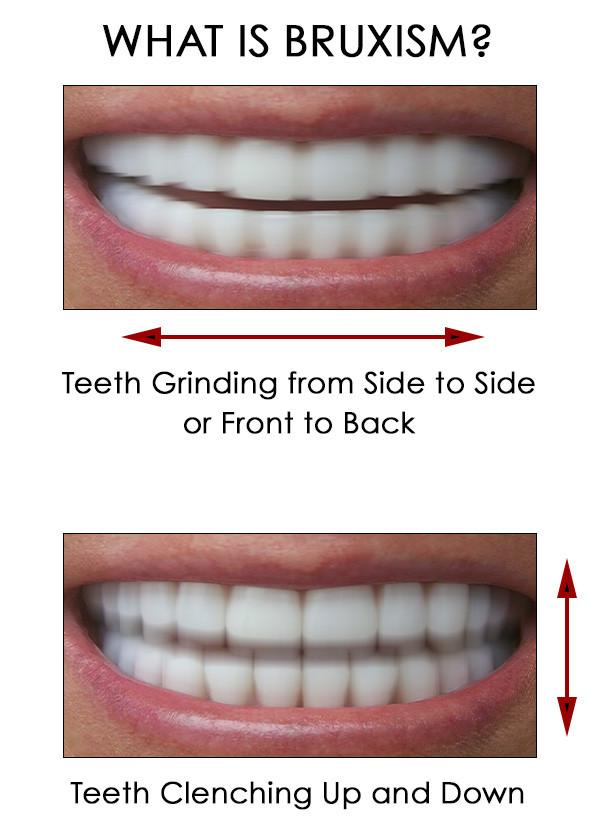 WHAT IS BRUXISM?
Teeth Grinding from Side to Side
or Front to Back
Teeth Clenching Up and Down